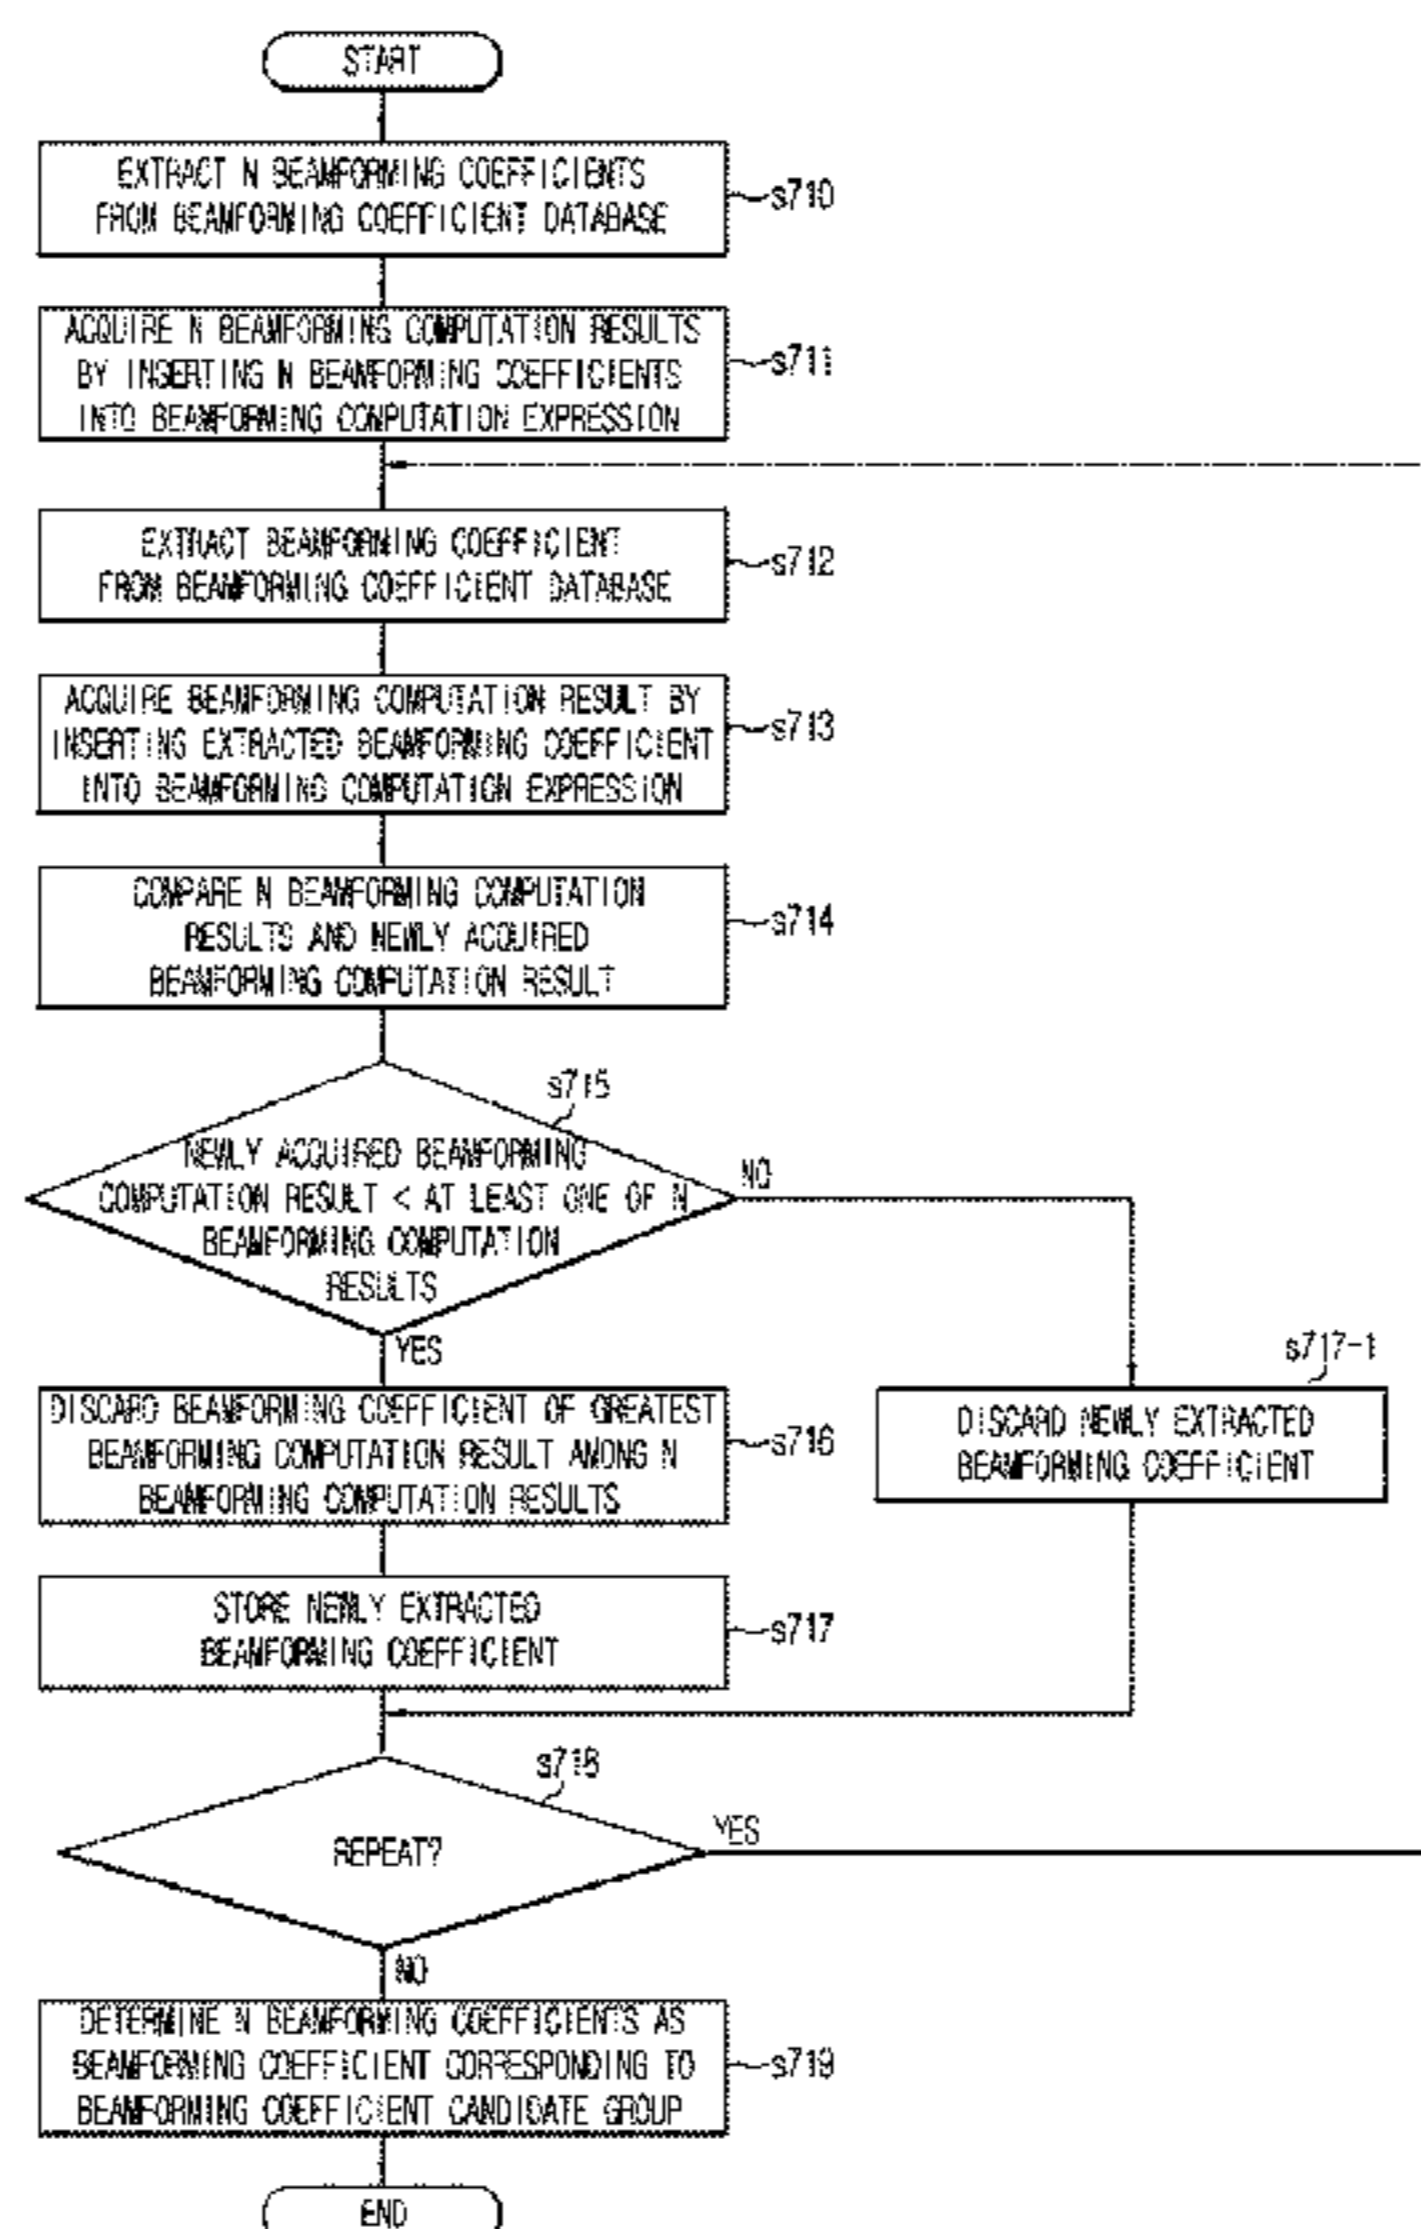 START
EXTRACT N BEAMFORMING COEFFICIENTS
FROM BEAMFORMING COEFFICIENT DATABASE
s710
ACQUIRE N BEAMFORMING COMPUTATION RESULTS
BY INSERTING N BEAMFORMING COEFFICIENTS
INTO BEAMFORMING COMPUTATION EXPRESSION
s711
EXTRACT BEAMFORMING COEFFICIENT
FROM BEAMFORMING COEFFICIENT DATABASE
s712
ACQUIRE BEAMFORMING COMPUTATION RESULT BY
INSERTING EXTRACTED BEAMFORMING COEFFICIENT
INTO BEAMFORMING COMPUTATION EXPRESSION
s713
COMPARE N BEAMFORMING COMPUTATION
RESULTS AND NEWLY ACQUIRED
BEAMFORMING COMPUTATION RESULT
s714
s715
NEWLY ACQUIRED BEAMFORMING
COMPUTATION RESULT < AT LEAST ONE OF N
BEAMFORMING COMPUTATION
RESULTS
NO
YES
s717-1
DISCARD NEWLY EXTRACTED
BEAMFORMING COEFFICIENT
DISCARD BEAMFORMING COEFFICIENT OF GREATEST
BEAMFORMING COMPUTATION RESULT AMONG N
BEAMFORMING COMPUTATION RESULTS
s716
STORE NEWLY EXTRACTED
BEAMFORMING COEFFICIENT
s717
s718
REPEAT?
YES
NO
DETERMINE N BEAMFORMING COEFFICIENTS AS
BEAMFORMING COEFFICIENT CORRESPONDING TO
BEAMFORMING COEFFICIENT CANDIDATE GROUP
s719
END